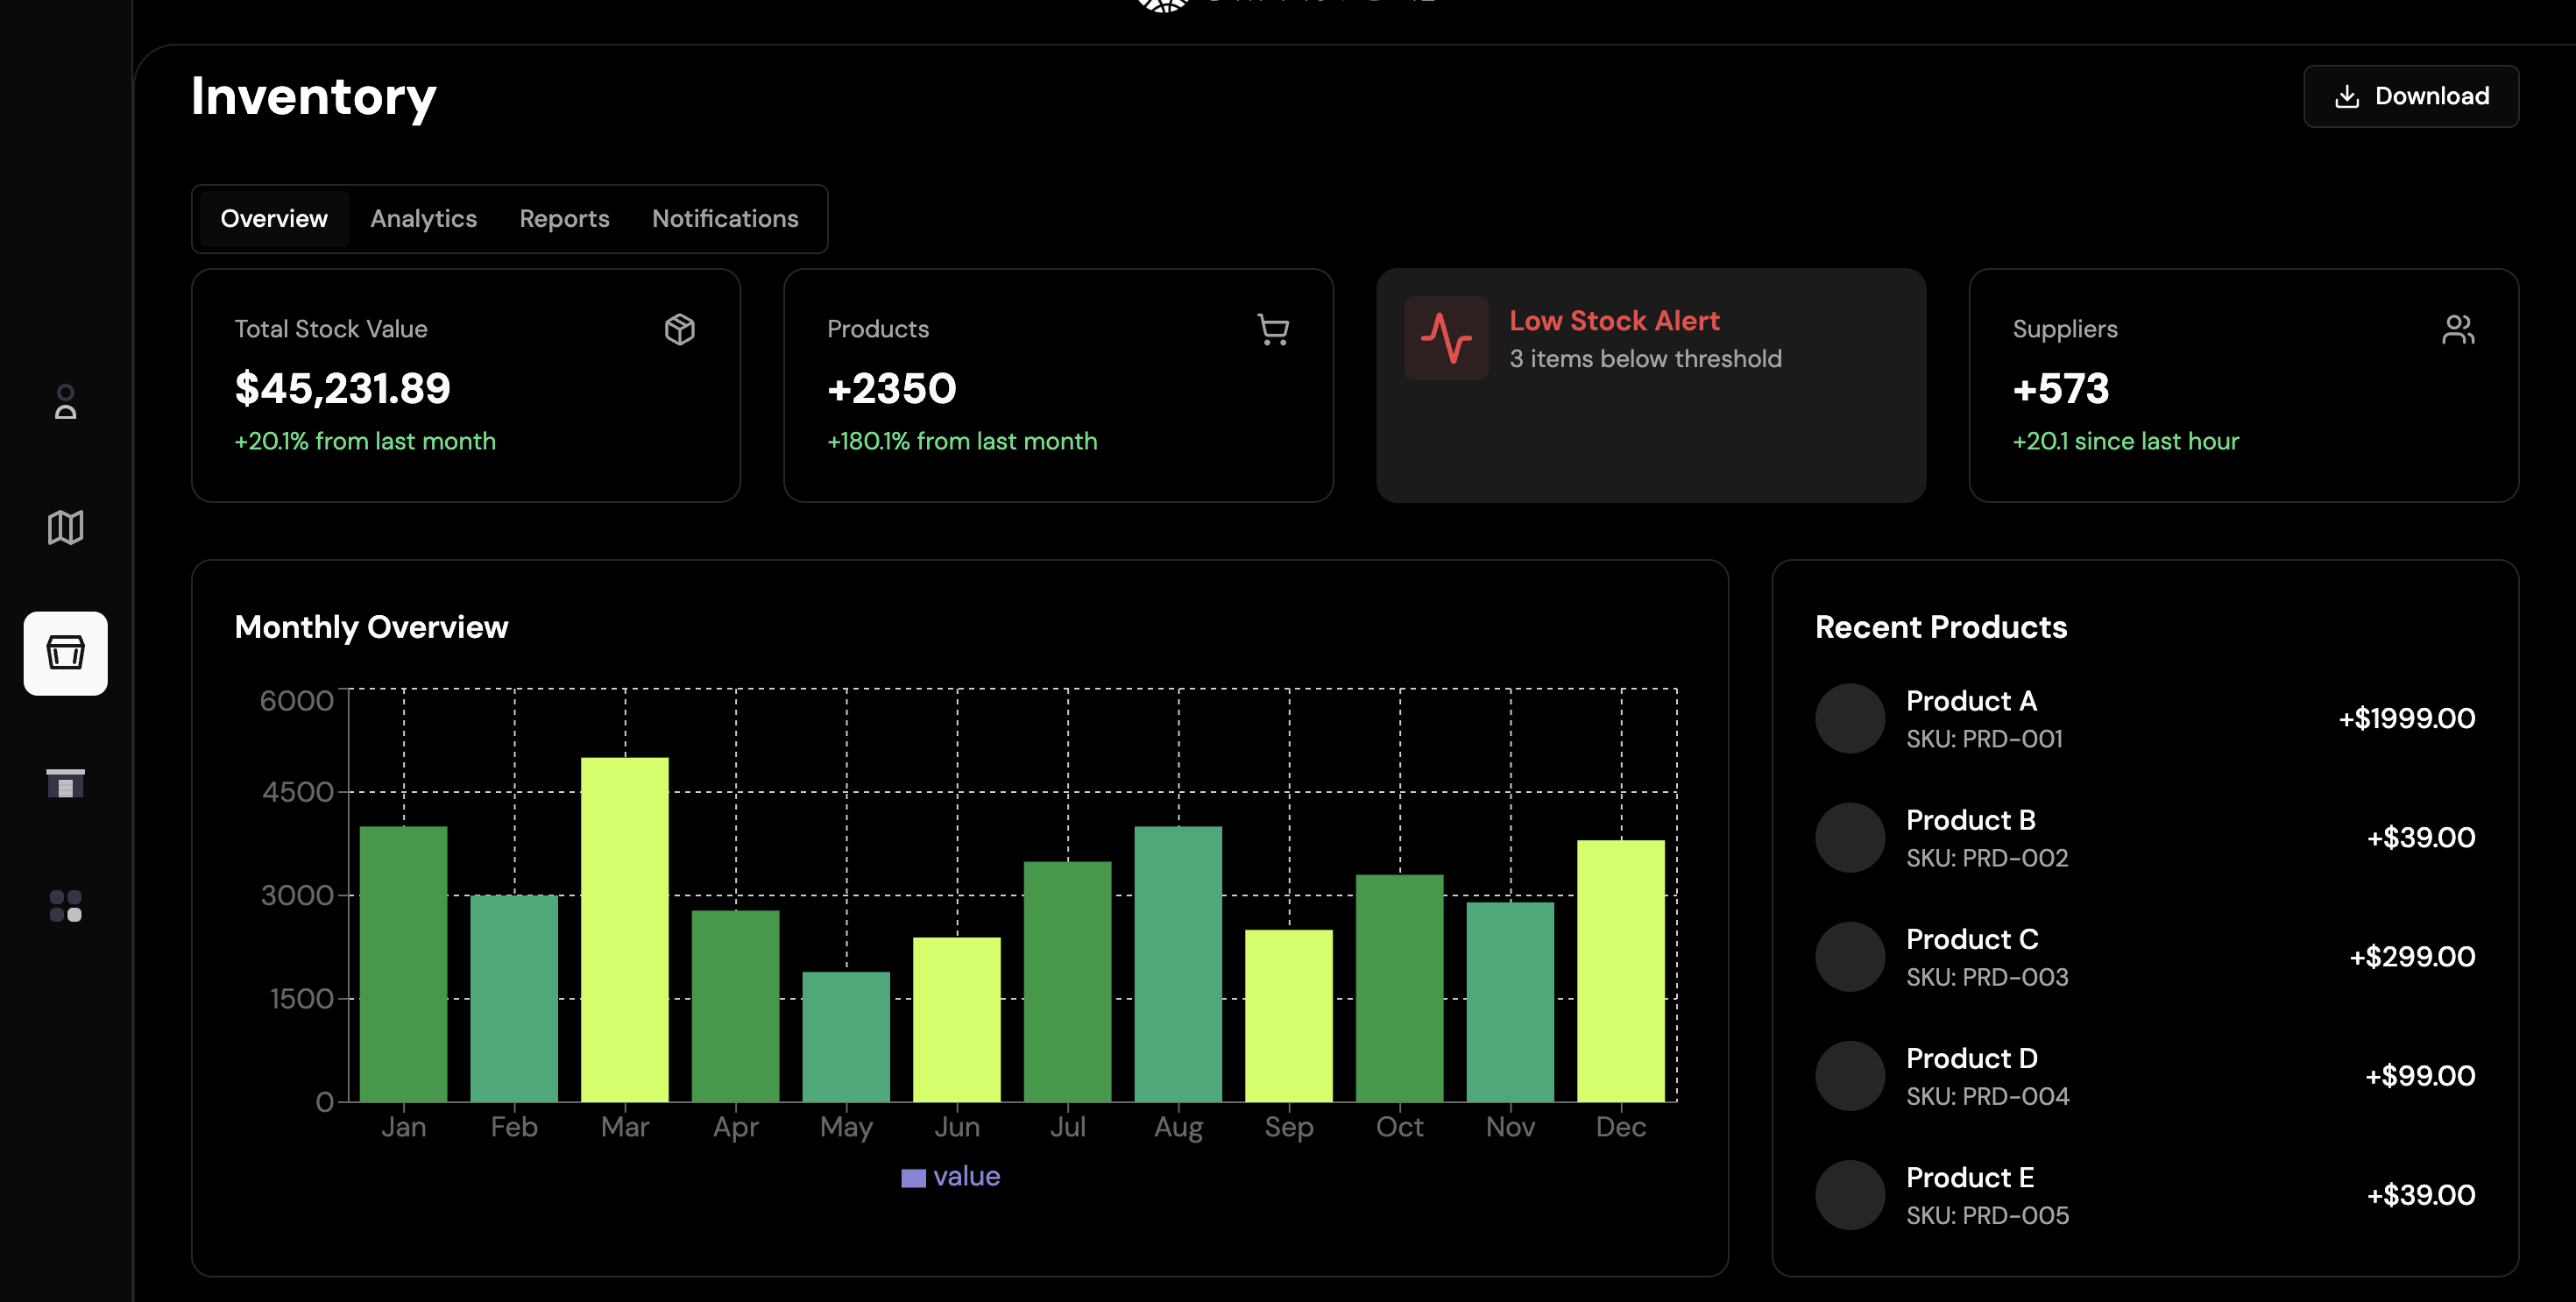 Inventory
Download
Overview
Analytics
Reports
Notifications
Total Stock Value
$45,231.89
+20.1% from last month
Products
+2350
+180.1% from last month
Low Stock Alert
3 items below threshold
Suppliers
+573
+20.1 since last hour
Monthly Overview
6000
4500
3000
1500
0
Jan Feb Mar Apr May Jun Jul Aug Sep Oct Nov Dec
value
Recent Products
Product A
SKU: PRD-001
+$1999.00
Product B
SKU: PRD-002
+$39.00
Product C
SKU: PRD-003
+$299.00
Product D
SKU: PRD-004
+$99.00
Product E
SKU: PRD-005
+$39.00